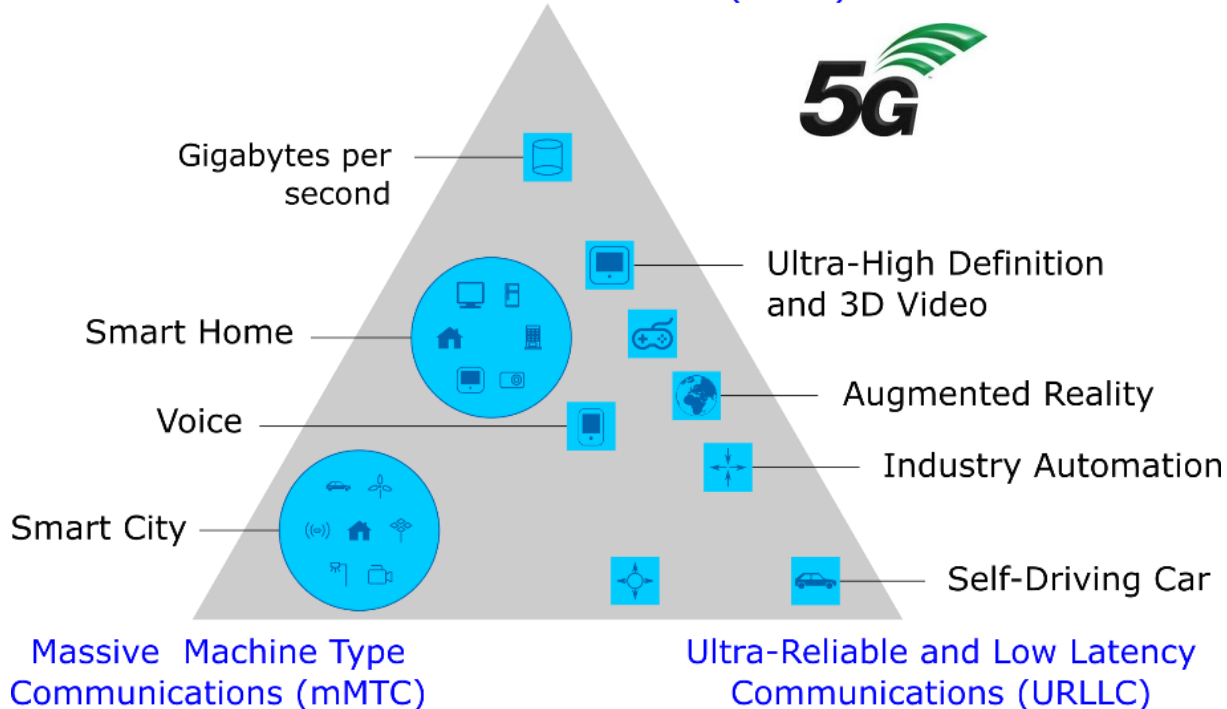 5G
Gigabytes per
second
Ultra-High Definition
and 3D Video
Smart Home
Augmented Reality
Voice
Industry Automation
Smart City
Self-Driving Car
Massive Machine Type
Communications (mMTC)
Ultra-Reliable and Low Latency
Communications (URLLC)